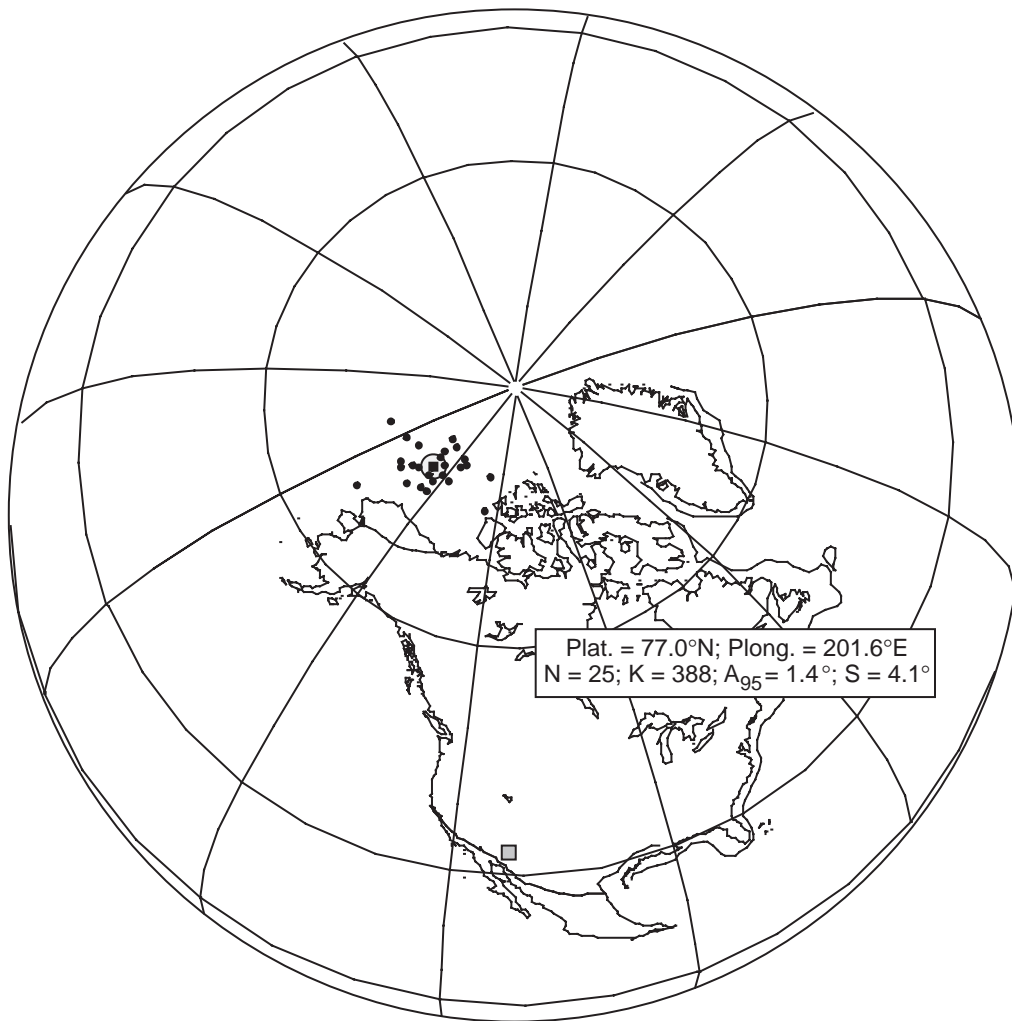 Plat. = 77.0°N; Plong. = 201.6°E
N = 25; K = 388; A95 = 1.4°; S = 4.1°